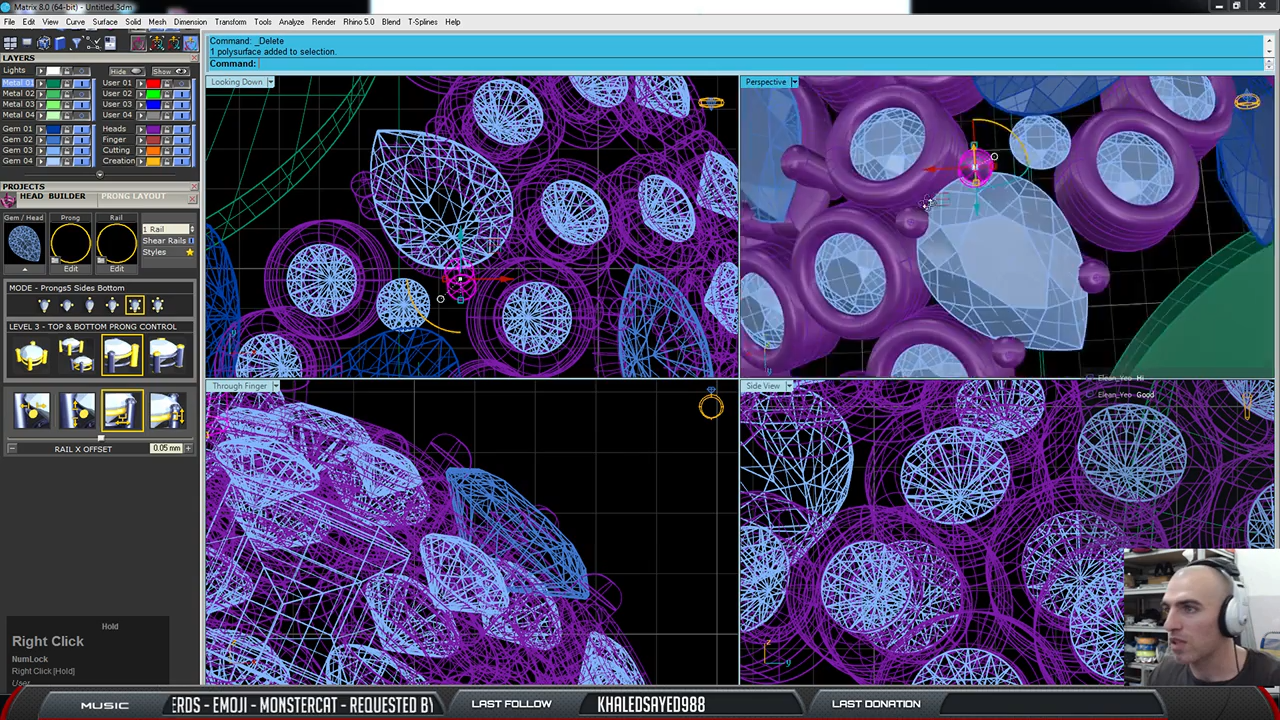 Matrix 8.0 (64-bit) - Untitled.3dm
File Edit View Curve Surface Solid Mesh Dimension Transform Tools Analyze Render Rhino 5.0 Blend T-Splines Help
Command: _Delete
1 polysurface added to selection.
Command:
LAYERS
Lights Hide Show
Metal 01 User 01
Metal 02 User 02
Metal 03 User 03
Metal 04 User 04
Gem 01 Heads
Gem 02 Finger
Gem 03 Cutting
Gem 04 Creation
PROJECTS
HEAD BUILDER PRONG LAYOUT
Gem / Head Prong Rail
1 Rail
Shear Rails
Styles
Edit Edit
MODE - Prongs5 Sides Bottom
LEVEL 3 - TOP & BOTTOM PRONG CONTROL
RAIL X OFFSET 0.05 mm
Looking Down
Perspective
Through Finger
Side View
Elean_Yeo Hi
Elean_Yeo Good
Hold
Right Click
NumLock
Right Click [Hold]
MUSIC
ERDS - EMOJI - MONSTERCAT - REQUESTED BY
LAST FOLLOW
KHALEDSAYED988
LAST DONATION